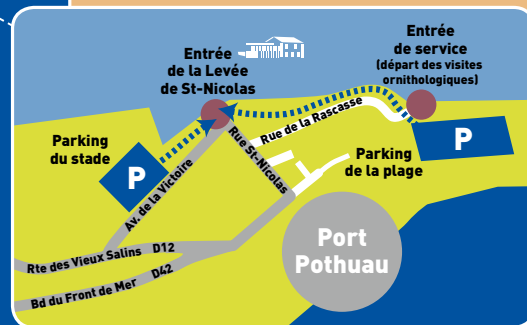 Entrée
de la Levée
de St-Nicolas
Entrée
de service
(départ des visites
ornithologiques)
Parking
du stade
P
Rue de la Rascasse
P
Rue St-Nicolas
Parking
de la plage
Av. de la Victoire
Port
Pothuau
Rte des Vieux Salins D12
Bd du Front de Mer D42